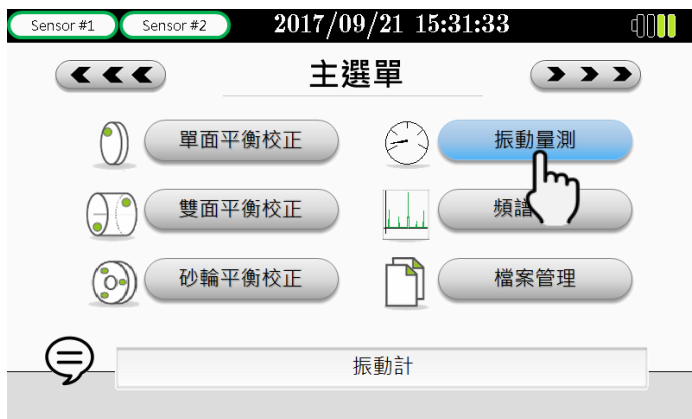 Sensor #1 Sensor #2 2017/09/21 15:31:33
主選單
單面平衡校正 振動量測
雙面平衡校正 頻譜
砂輪平衡校正 檔案管理
振動計